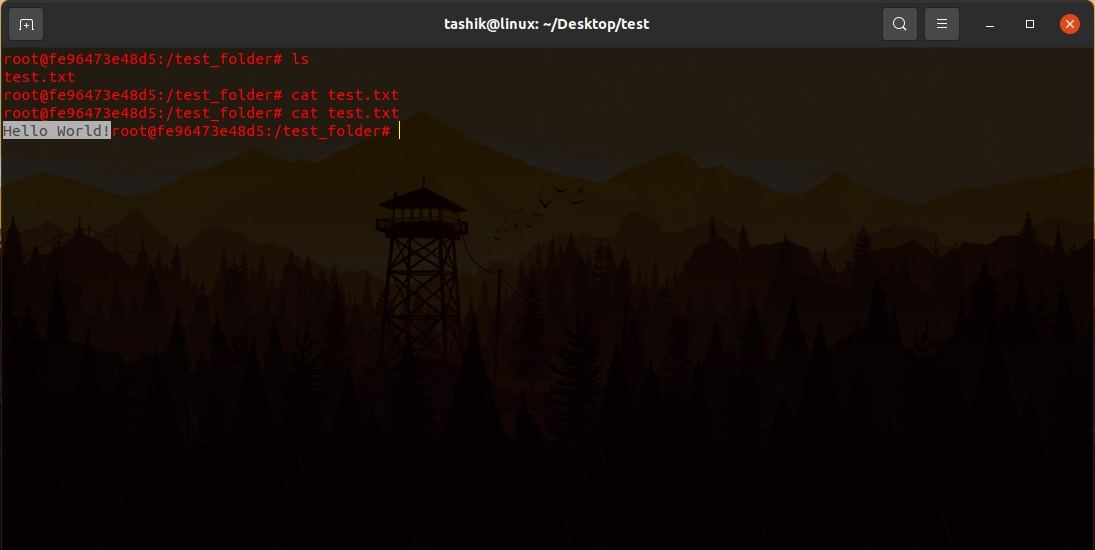 tashik@linux: ~/Desktop/test
root@fe96473e48d5:/test_folder# ls
test.txt
root@fe96473e48d5:/test_folder# cat test.txt
root@fe96473e48d5:/test_folder# cat test.txt
Hello World!root@fe96473e48d5:/test_folder#